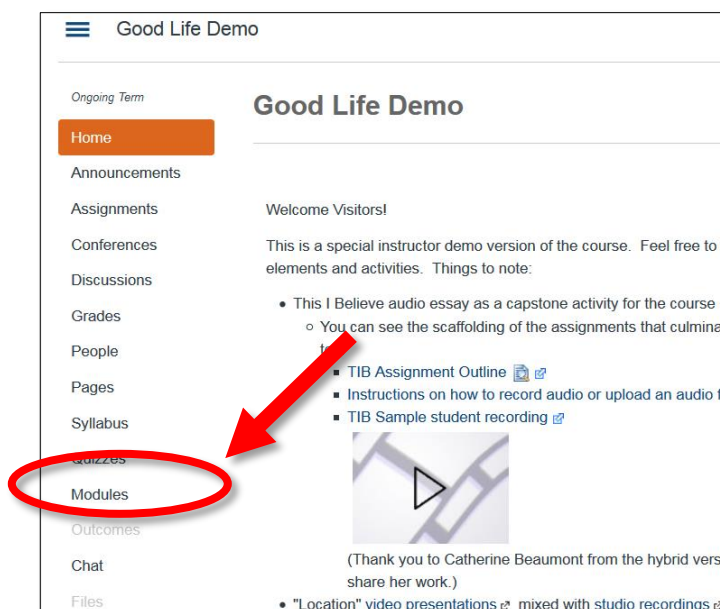 Good Life Demo
Ongoing Term
Good Life Demo
Home
Announcements
Assignments
Conferences
Discussions
Grades
People
Pages
Syllabus
Quizzes
Modules
Outcomes
Chat
Files
Welcome Visitors!
This is a special instructor demo version of the course. Feel free to
elements and activities. Things to note:
• This I Believe audio essay as a capstone activity for the course
You can see the scaffolding of the assignments that
TIB Assignment Outline
Instructions on how to record audio or upload an audio
TIB Sample student recording
(Thank you to Catherine Beaumont from the hybrid
share her work.)
• "Location" video presentations mixed with studio recordings